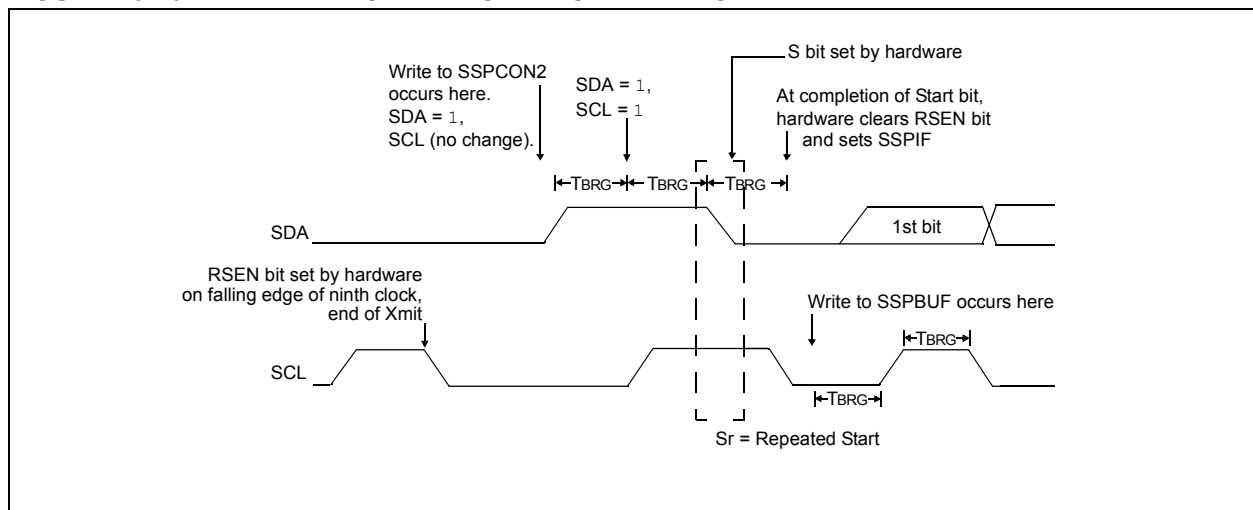 S bit set by hardware
Write to SSPCON2
occurs here.
SDA = 1,
SCL (no change).
SDA = 1,
SCL = 1
At completion of Start bit,
hardware clears RSEN bit
and sets SSPIF
TBRG
TBRG
TBRG
SDA
1st bit
RSEN bit set by hardware
on falling edge of ninth clock,
end of Xmit
Write to SSPBUF occurs here
TBRG
SCL
TBRG
Sr = Repeated Start